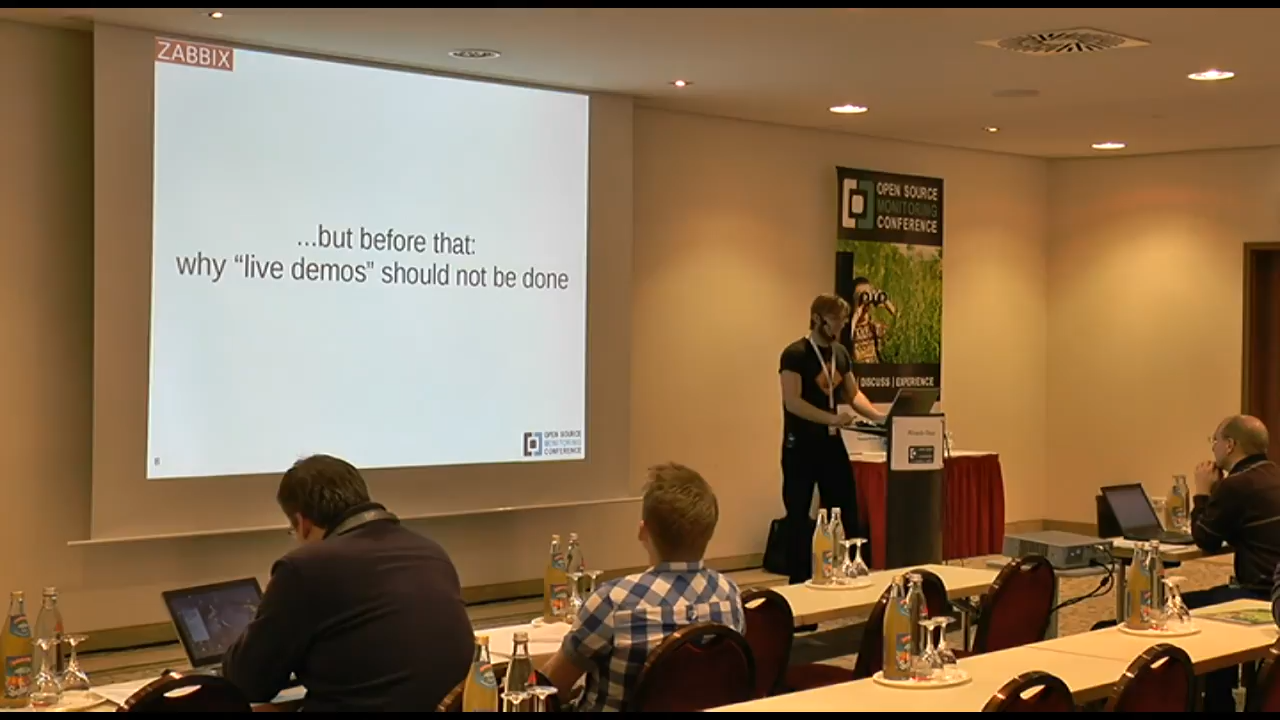 ZABBIX
...but before that:
why “live demos” should not be done
8
OPEN SOURCE
MONITORING
CONFERENCE
OPEN SOURCE
MONITORING
CONFERENCE
| DISCUSS | EXPERIENCE